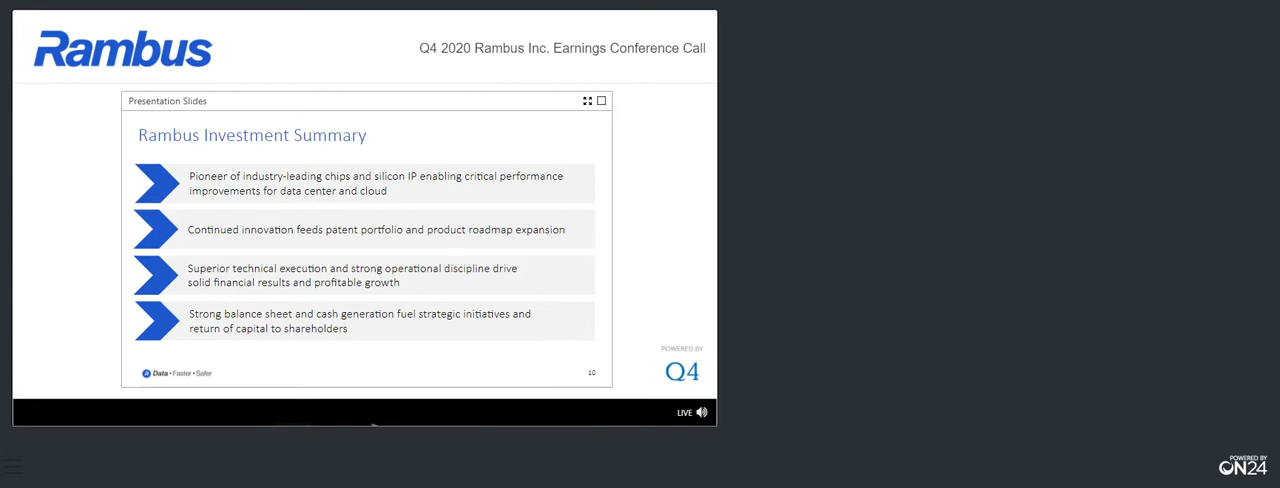 Rambus
Q4 2020 Rambus Inc. Earnings Conference Call
Presentation Slides
Rambus Investment Summary
Pioneer of industry-leading chips and silicon IP enabling critical performance
improvements for data center and cloud
Continued innovation feeds patent portfolio and product roadmap expansion
Superior technical execution and strong operational discipline drive
solid financial results and profitable growth
Strong balance sheet and cash generation fuel strategic initiatives and
return of capital to shareholders
Data • Faster • Safer
10
POWERED BY
Q4
LIVE
POWERED BY
ON24